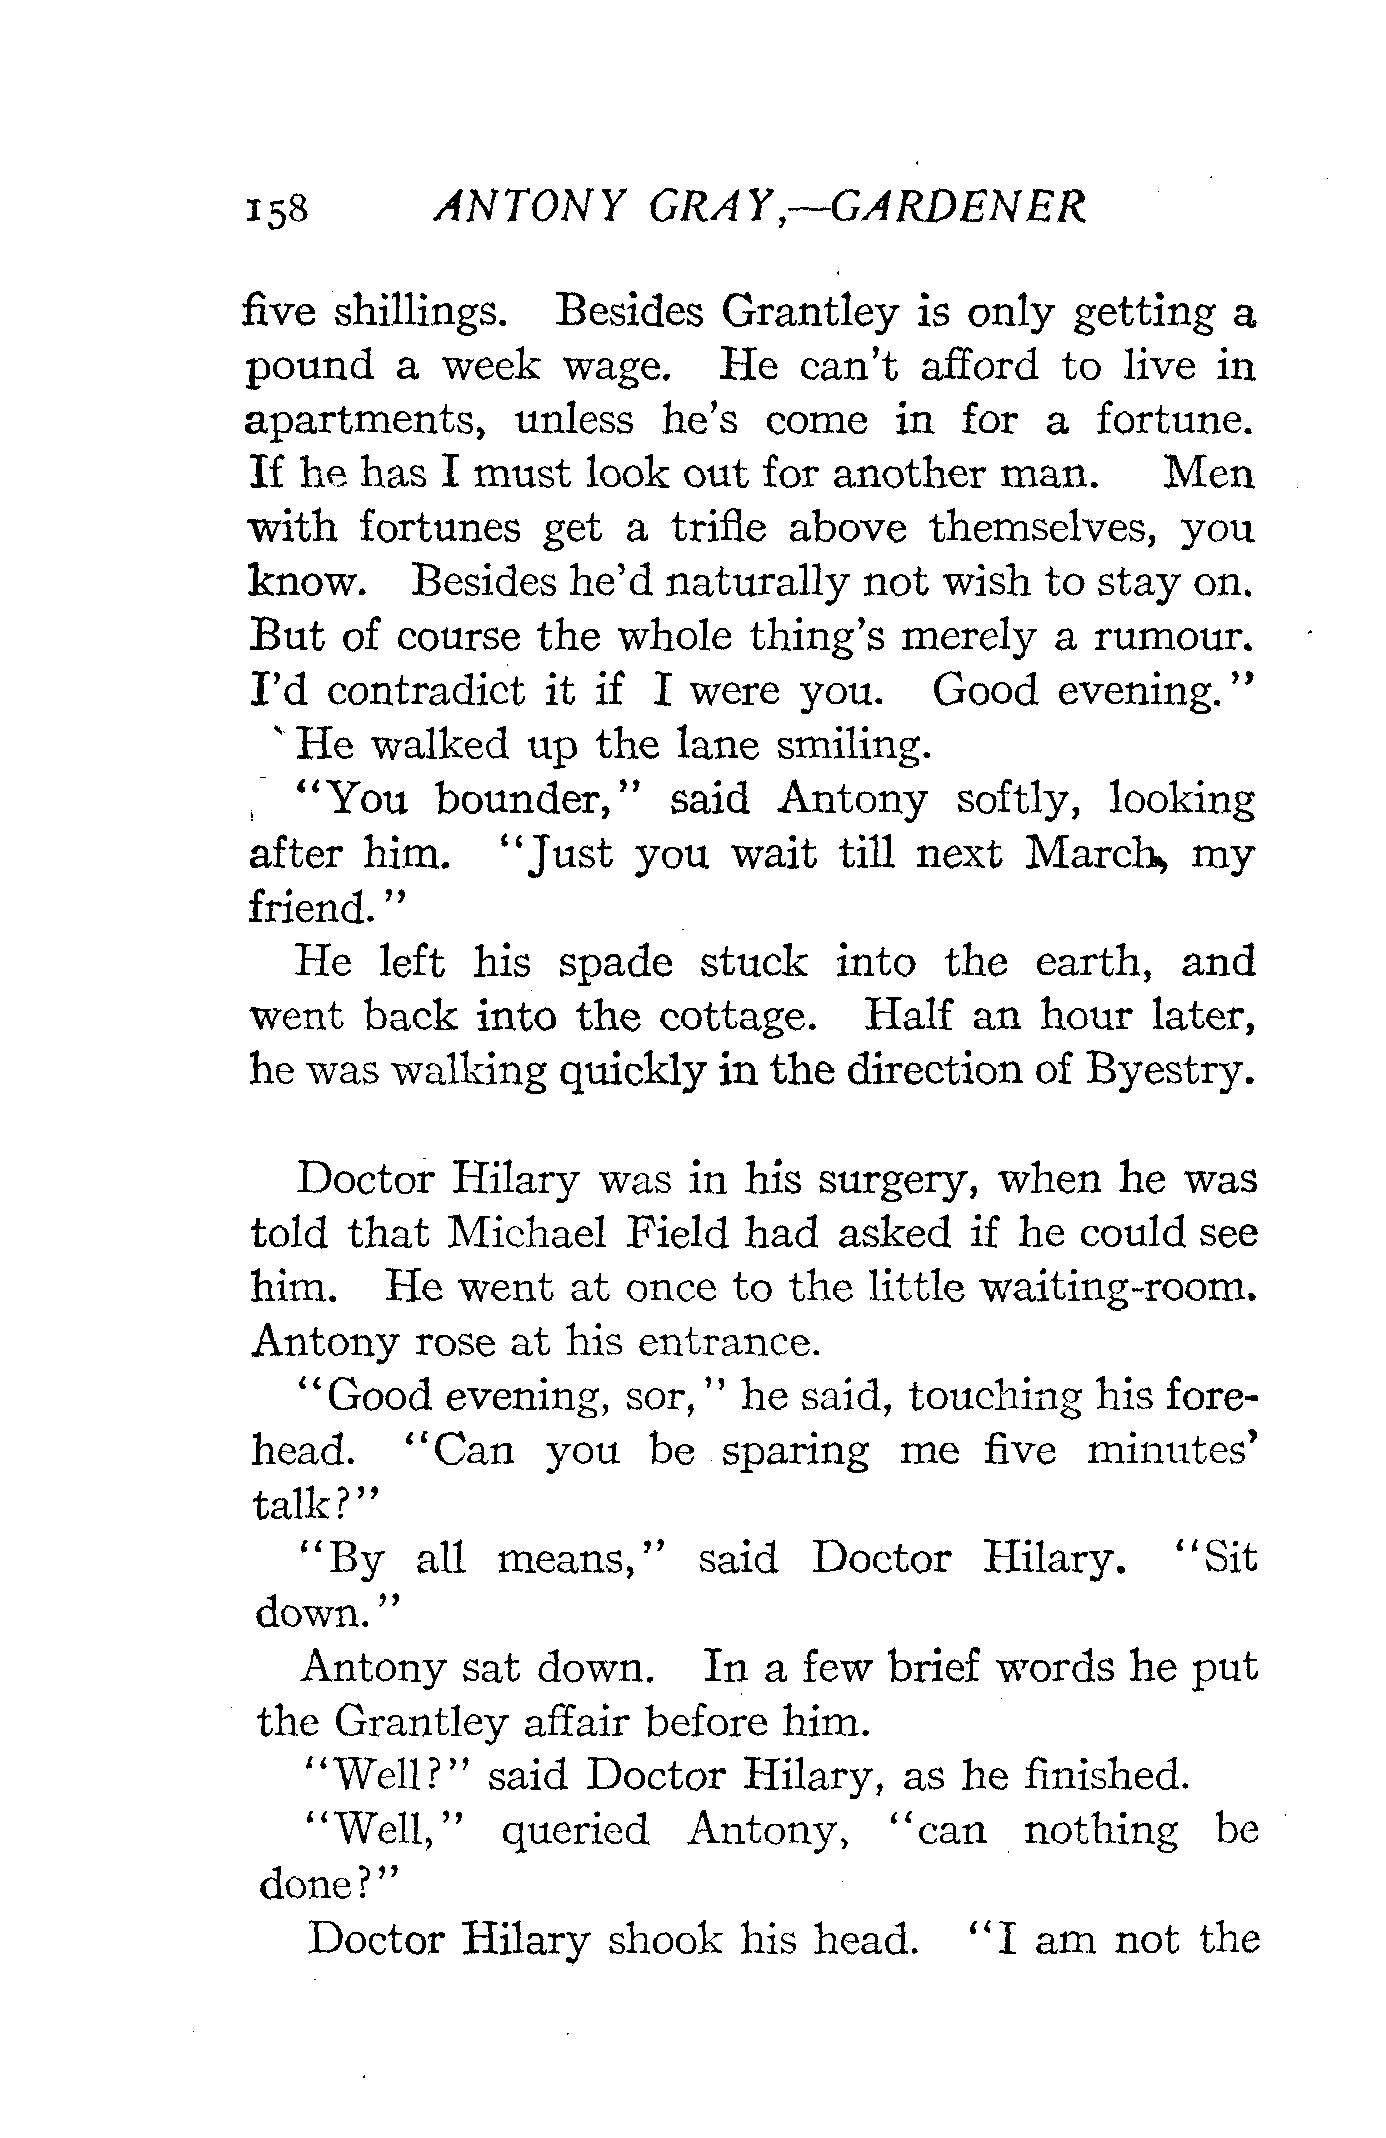 158 ANTONY GRAY,—GARDENER
five shillings. Besides Grantley is only getting a
pound a week wage. He can't afford to live in
apartments, unless he's come in for a fortune.
If he has I must look out for another man. Men
with fortunes get a trifle above themselves, you
know. Besides he'd naturally not wish to stay on.
But of course the whole thing's merely a rumour.
I'd contradict it if I were you. Good evening."
He walked up the lane smiling.
"You bounder," said Antony softly, looking
after him. "Just you wait till next March, my
friend."
He left his spade stuck into the earth, and
went back into the cottage. Half an hour later,
he was walking quickly in the direction of Byestry.
Doctor Hilary was in his surgery, when he was
told that Michael Field had asked if he could see
him. He went at once to the little waiting-room.
Antony rose at his entrance.
"Good evening, sor," he said, touching his fore-
head. "Can you be sparing me five minutes'
talk?"
"By all means," said Doctor Hilary. "Sit
down."
Antony sat down. In a few brief words he put
the Grantley affair before him.
"Well?" said Doctor Hilary, as he finished.
"Well," queried Antony, "can nothing be
done?"
Doctor Hilary shook his head. "I am not the